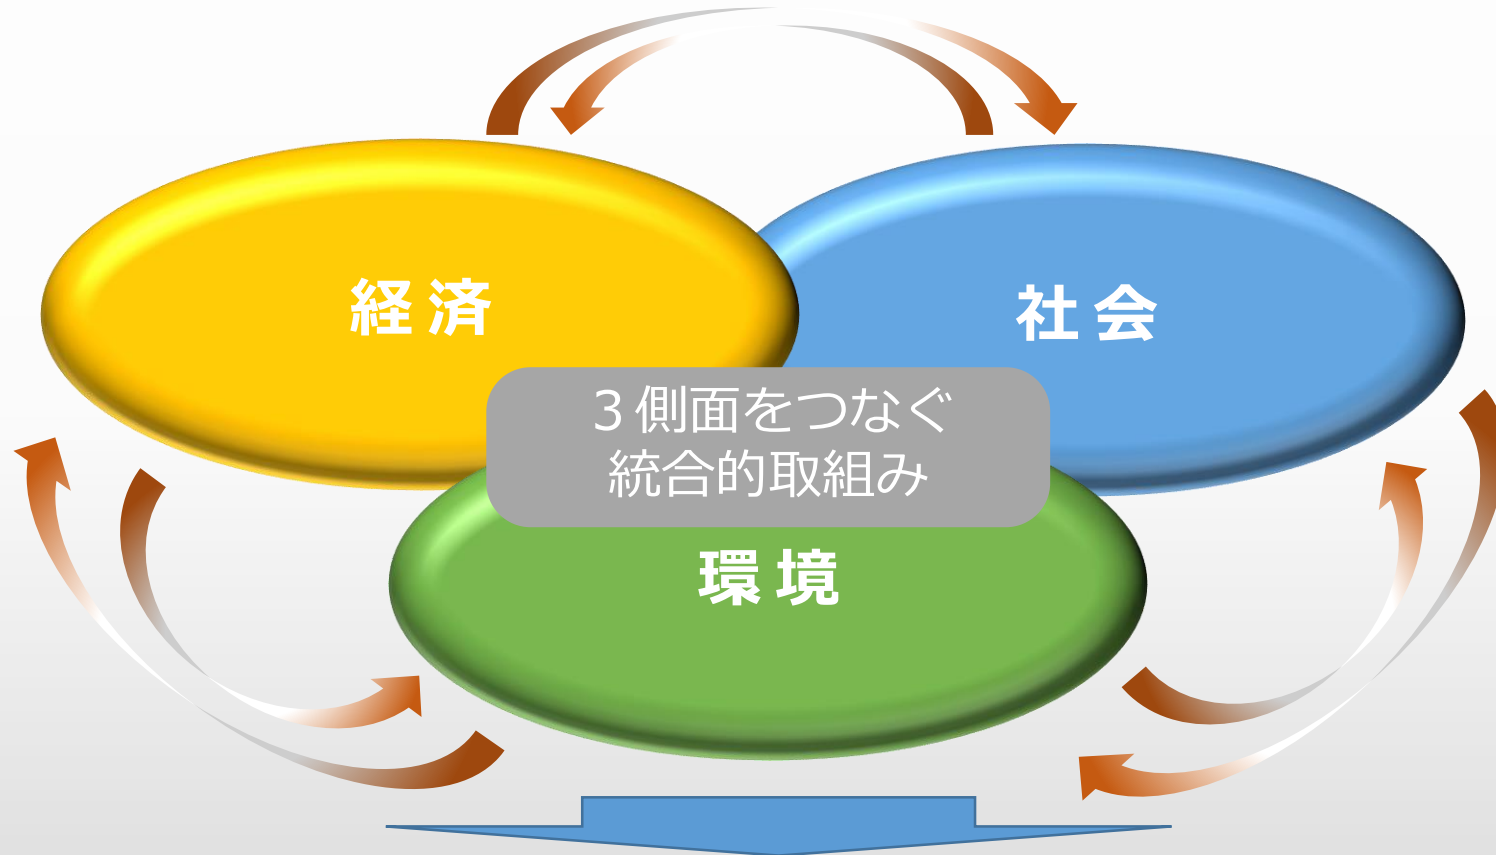 経済
社会
3側面をつなぐ
統合的取組み
環境